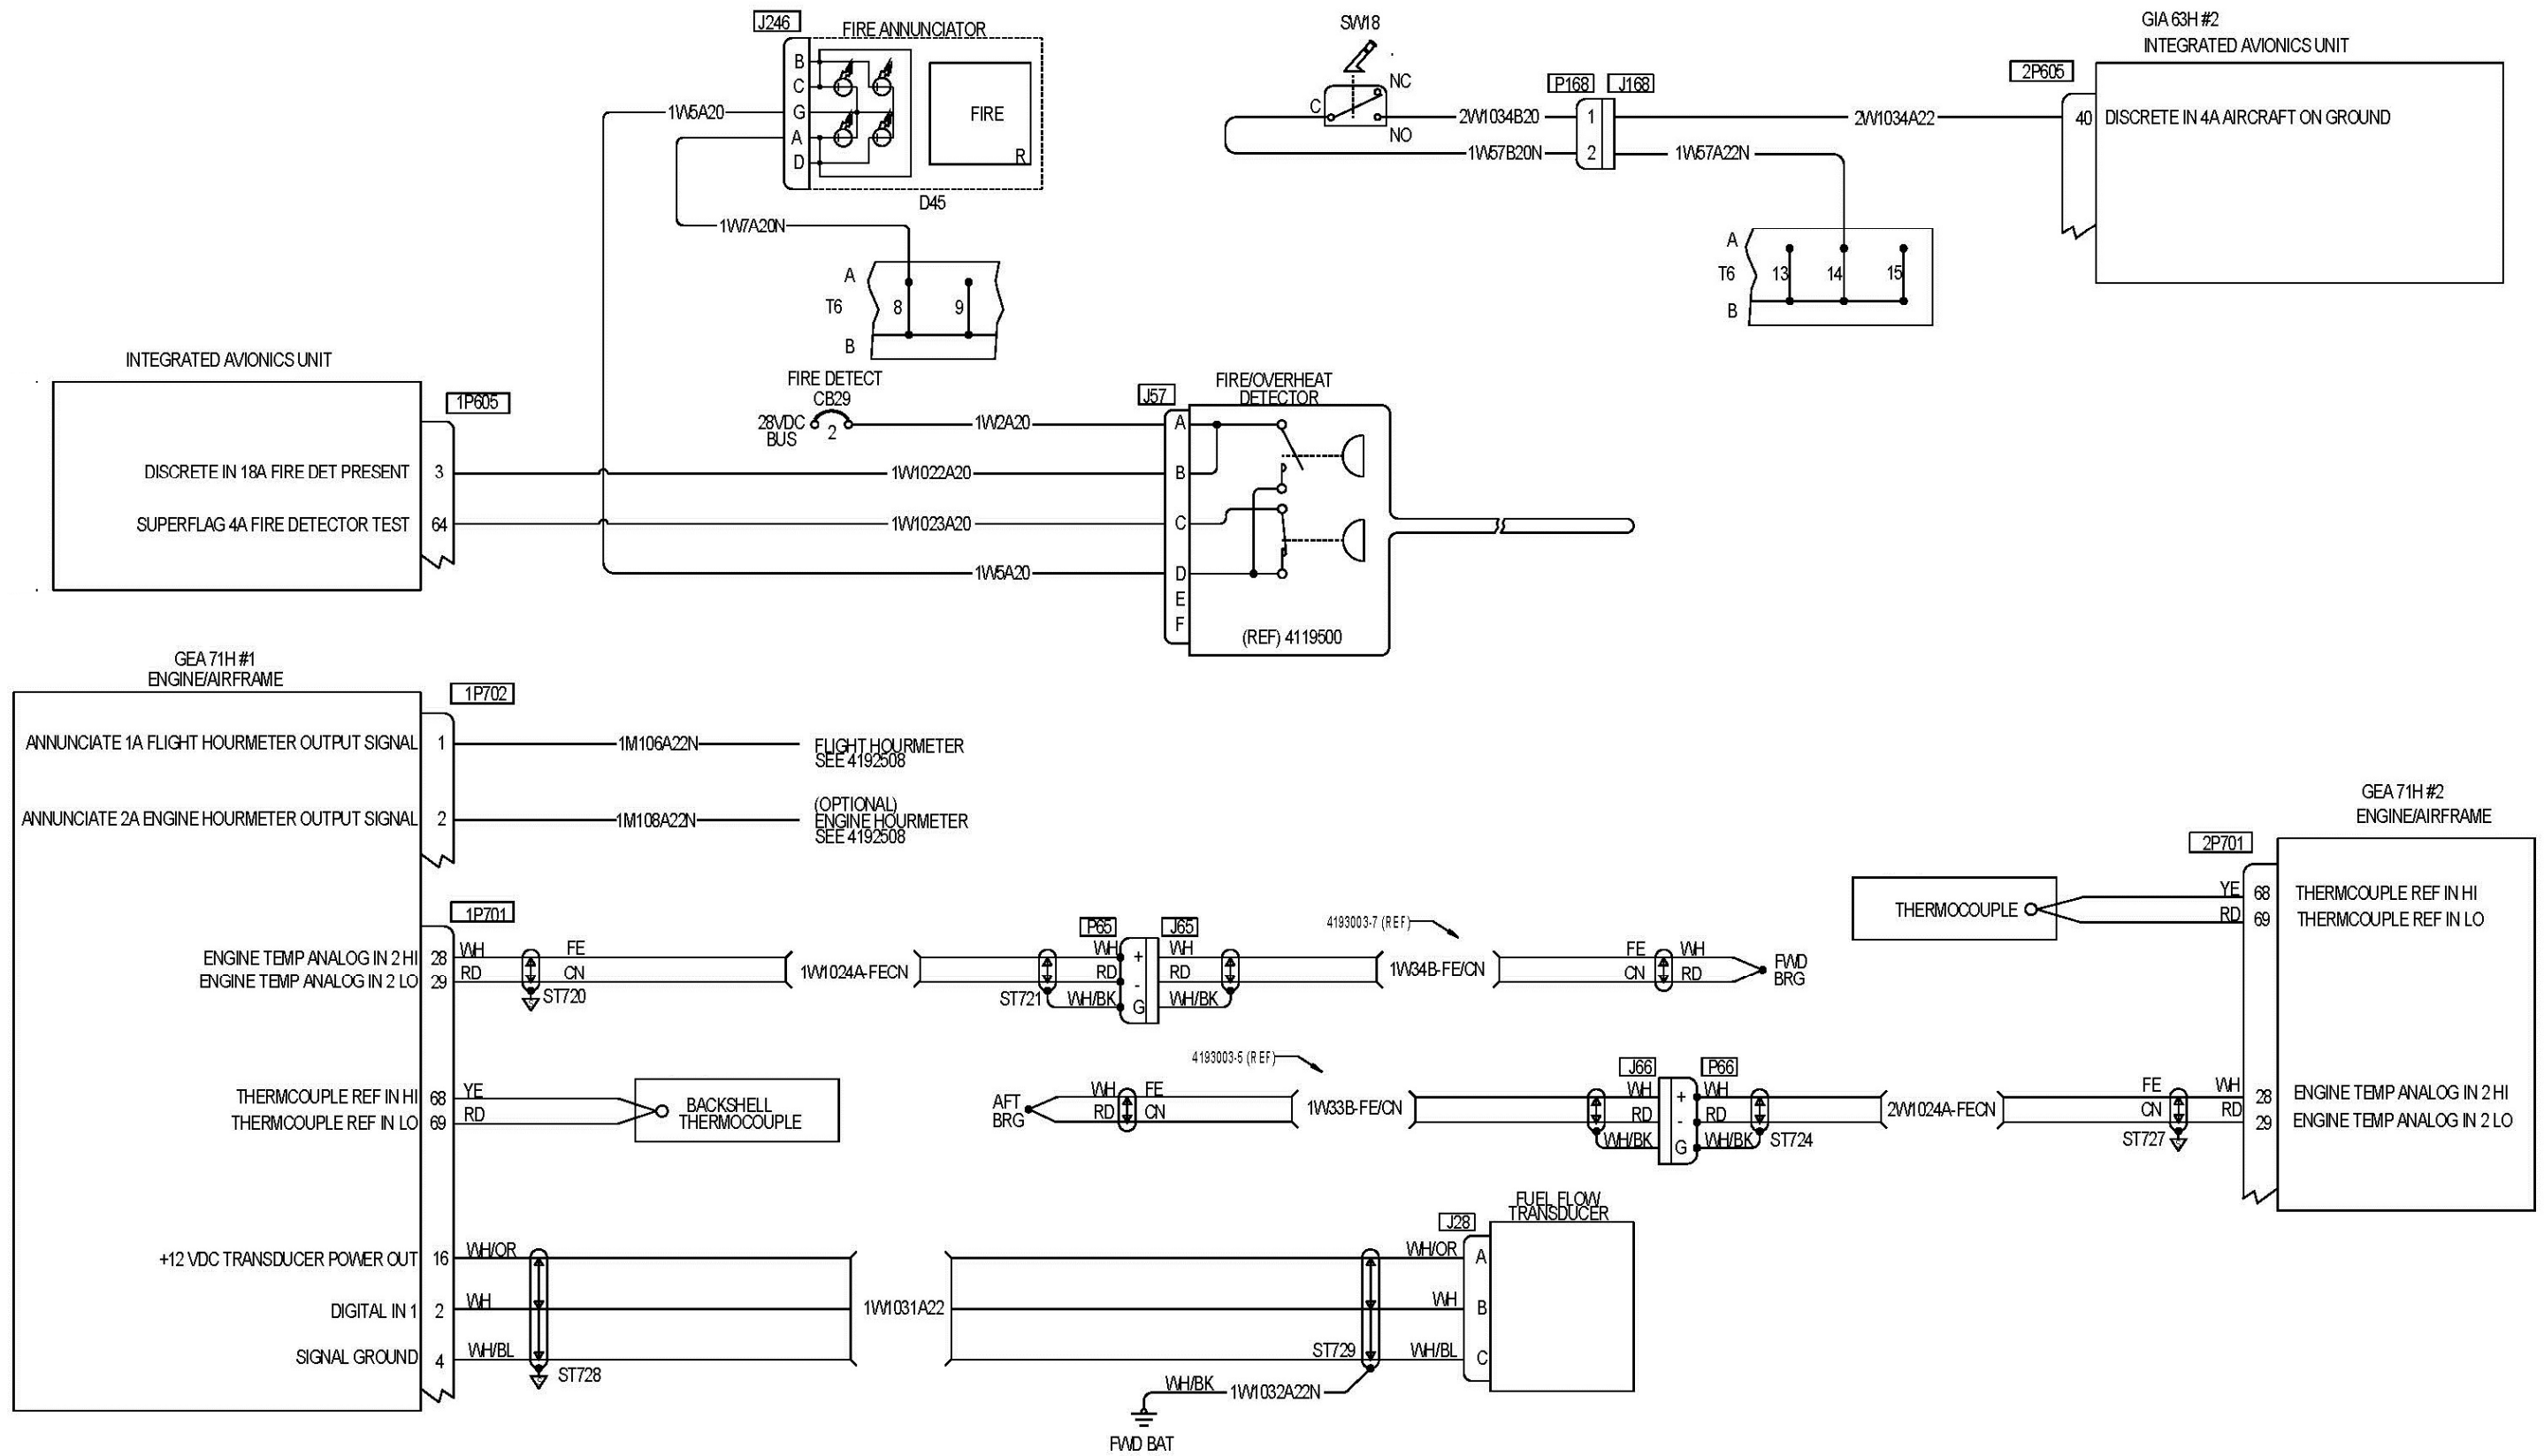 J246
FIRE ANNUNCIATOR
B
C
G
A
D
FIRE
R
D45
1W5A20
1W7A20N
A
T6
B
8
9
SW18
C
NC
NO
P168
J168
2W1034B20
1
2W1034A22
1W57B20N
2
1W57A22N
A
T6
B
13
14
15
GIA 63H #2
INTEGRATED AVIONICS UNIT
2P605
40
DISCRETE IN 4A AIRCRAFT ON GROUND
INTEGRATED AVIONICS UNIT
1P605
DISCRETE IN 18A FIRE DET PRESENT
3
SUPERFLAG 4A FIRE DETECTOR TEST
64
FIRE DETECT
CB29
28VDC
BUS
2
1W2A20
1W1022A20
1W1023A20
1W5A20
J57
FIRE/OVERHEAT
DETECTOR
A
B
C
D
E
F
(REF) 4119500
GEA 71H #1
ENGINE/AIRFRAME
1P702
ANNUNCIATE 1A FLIGHT HOURMETER OUTPUT SIGNAL
1
1M106A22N
FLIGHT HOURMETER
SEE 4192508
ANNUNCIATE 2A ENGINE HOURMETER OUTPUT SIGNAL
2
1M108A22N
(OPTIONAL)
ENGINE HOURMETER
SEE 4192508
1P701
ENGINE TEMP ANALOG IN 2 HI
28
WH
FE
ENGINE TEMP ANALOG IN 2 LO
29
RD
CN
ST720
1W1024A-FECN
P65
J65
WH
+
WH
RD
-
RD
ST721
WH/BK
G
WH/BK
4193003-7 (REF)
1W34B-FE/CN
FE
WH
CN
RD
FWD
BRG
THERMCOUPLE REF IN HI
68
YE
THERMCOUPLE REF IN LO
69
RD
BACKSHELL
THERMOCOUPLE
4193003-5 (REF)
AFT
BRG
WH
FE
RD
CN
1W33B-FE/CN
J66
P66
WH
+
WH
RD
-
RD
WH/BK
G
WH/BK
ST724
2W1024A-FECN
FE
WH
CN
RD
ST727
GEA 71H #2
ENGINE/AIRFRAME
2P701
THERMOCOUPLE
YE
68
THERMCOUPLE REF IN HI
RD
69
THERMCOUPLE REF IN LO
28
ENGINE TEMP ANALOG IN 2 HI
29
ENGINE TEMP ANALOG IN 2 LO
+12 VDC TRANSDUCER POWER OUT
16
WH/OR
DIGITAL IN 1
2
WH
SIGNAL GROUND
4
WH/BL
ST728
1W1031A22
FUEL FLOW
TRANSDUCER
J28
WH/OR
A
WH
B
ST729
WH/BL
C
WH/BK
1W1032A22N
FWD BAT